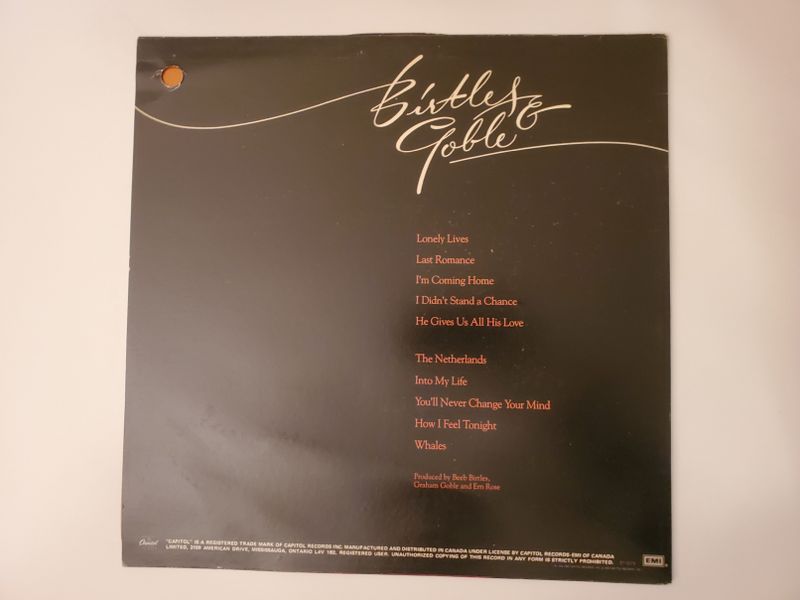 Birtles &
Goble
Lonely Lives
Last Romance
I'm Coming Home
I Didn't Stand a Chance
He Gives Us All His Love
The Netherlands
Into My Life
You'll Never Change Your Mind
How I Feel Tonight
Whales
Produced by Beeb Birtles,
Graham Goble and Ern Rose
Capitol
"CAPITOL" IS A REGISTERED TRADE MARK OF CAPITOL RECORDS INC. MANUFACTURED AND DISTRIBUTED IN CANADA UNDER LICENSE BY CAPITOL RECORDS-EMI OF CANADA
LIMITED, 3109 AMERICAN DRIVE, MISSISSAUGA, ONTARIO L4V 1B2, REGISTERED USER. UNAUTHORIZED COPYING OF THIS RECORD IN ANY FORM IS STRICTLY PROHIBITED.
EMI